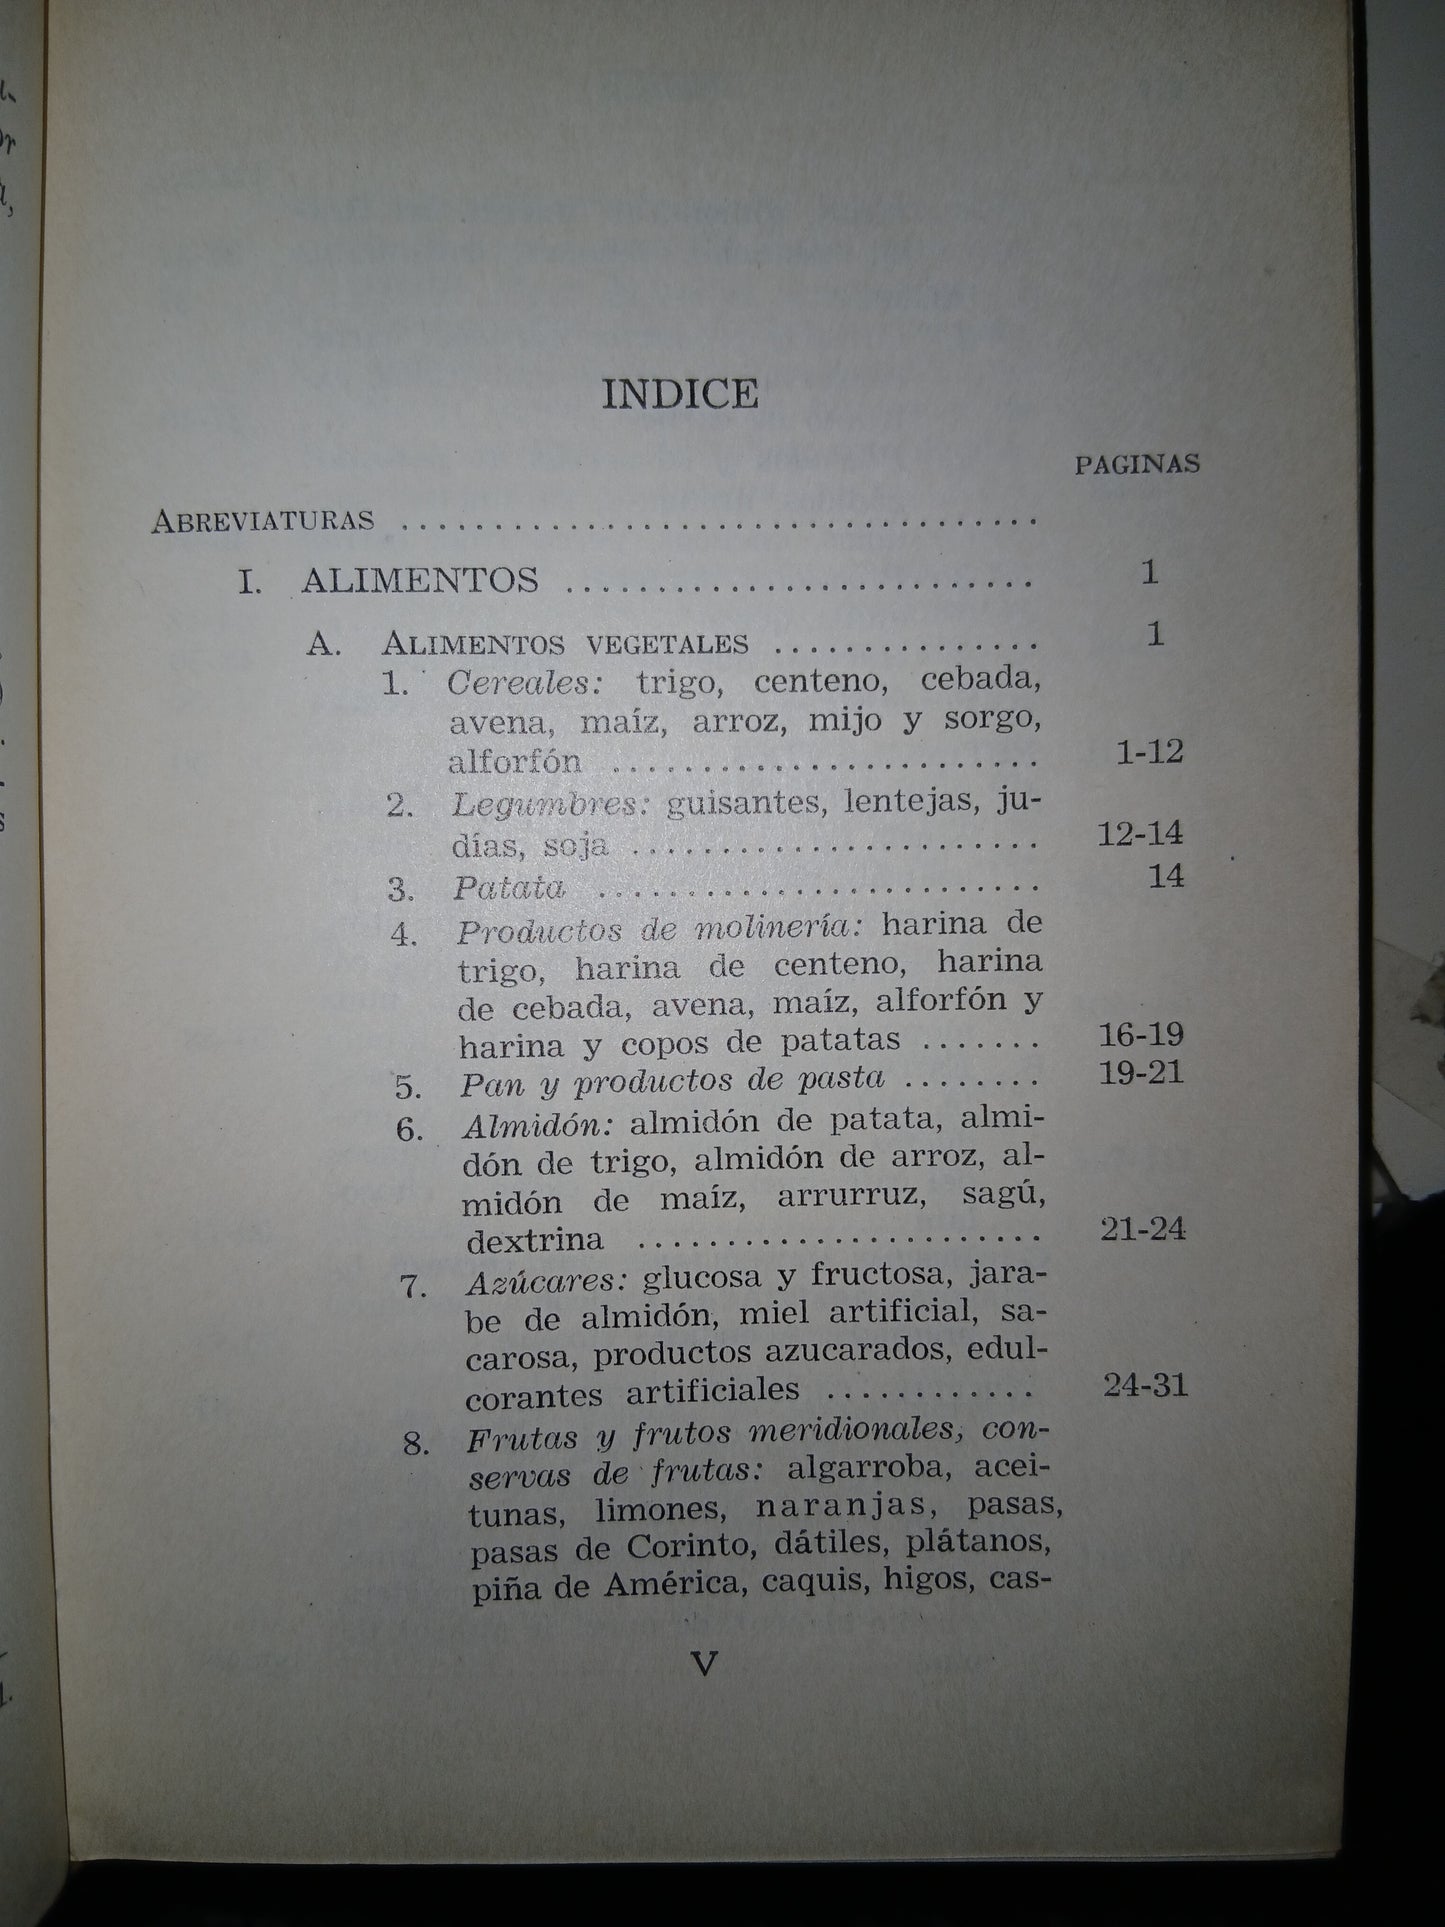 INDICE
PAGINAS
ABREVIATURAS ....................................
I. ALIMENTOS .......................... 1
A. ALIMENTOS VEGETALES ............... 1
1. Cereales: trigo, centeno, cebada,
avena, maíz, arroz, mijo y sorgo,
alforfón ........................ 1-12
2. Legumbres: guisantes, lentejas, ju-
días, soja ....................... 12-14
3. Patata ......................... 14
4. Productos de molinería: harina de
trigo, harina de centeno, harina
de cebada, avena, maíz, alforfón y
harina y copos de patatas ....... 16-19
5. Pan y productos de pasta ........ 19-21
6. Almidón: almidón de patata, almi-
dón de trigo, almidón de arroz, al-
midón de maíz, arrurruz, sagú,
dextrina ....................... 21-24
7. Azúcares: glucosa y fructosa, jara-
be de almidón, miel artificial, sa-
carosa, productos azucarados, edul-
corantes artificiales ............ 24-31
8. Frutas y frutos meridionales, con-
servas de frutas: algarroba, acei-
tunas, limones, naranjas, pasas,
pasas de Corinto, dátiles, plátanos,
piña de América, caquis, higos, cas-
V